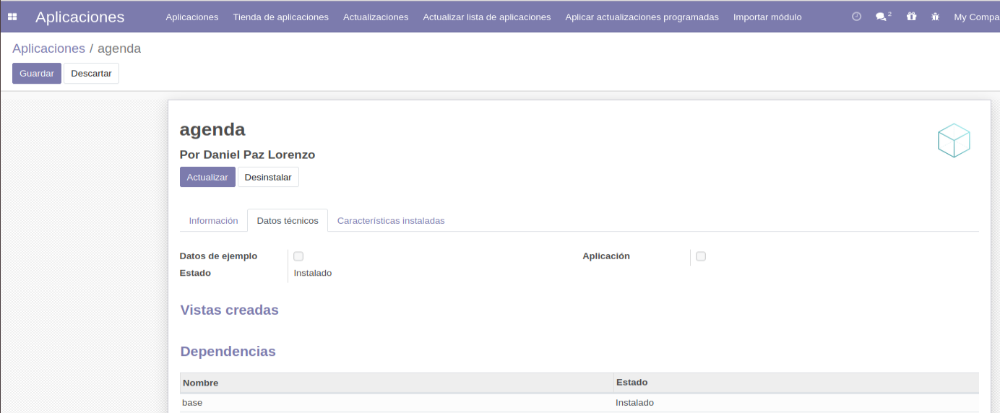 Aplicaciones Aplicaciones Tienda de aplicaciones Actualizaciones Actualizar lista de aplicaciones Aplicar actualizaciones programadas Importar módulo 2 My Compa
Aplicaciones / agenda
Guardar Descartar
agenda
Por Daniel Paz Lorenzo
Actualizar Desinstalar
Información Datos técnicos Características instaladas
Datos de ejemplo Aplicación
Estado Instalado
Vistas creadas
Dependencias
Nombre Estado
base Instalado